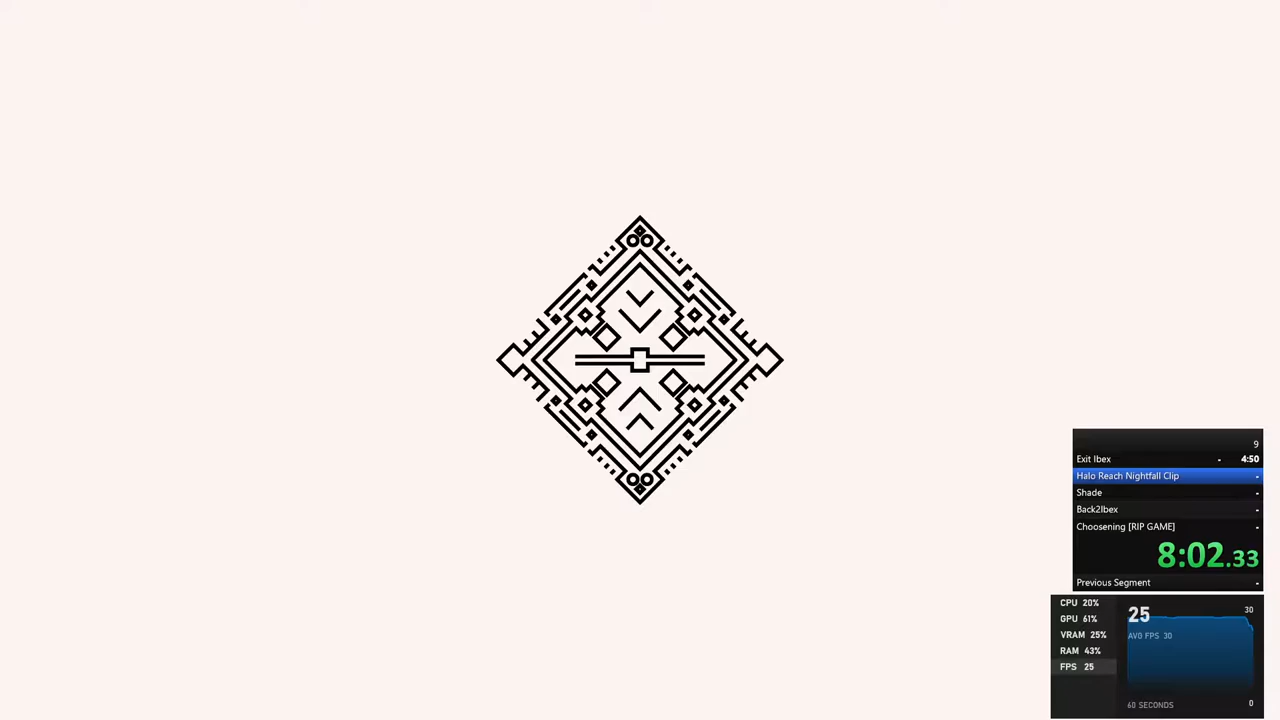 9
Exit Ibex - 4:50
Halo Reach Nightfall Clip -
Shade -
Back2Ibex -
Choosening [RIP GAME] -
8:02.33
Previous Segment -
CPU 20%
GPU 61%
VRAM 25%
RAM 43%
FPS 25
25 30
AVG FPS 30
60 SECONDS 0